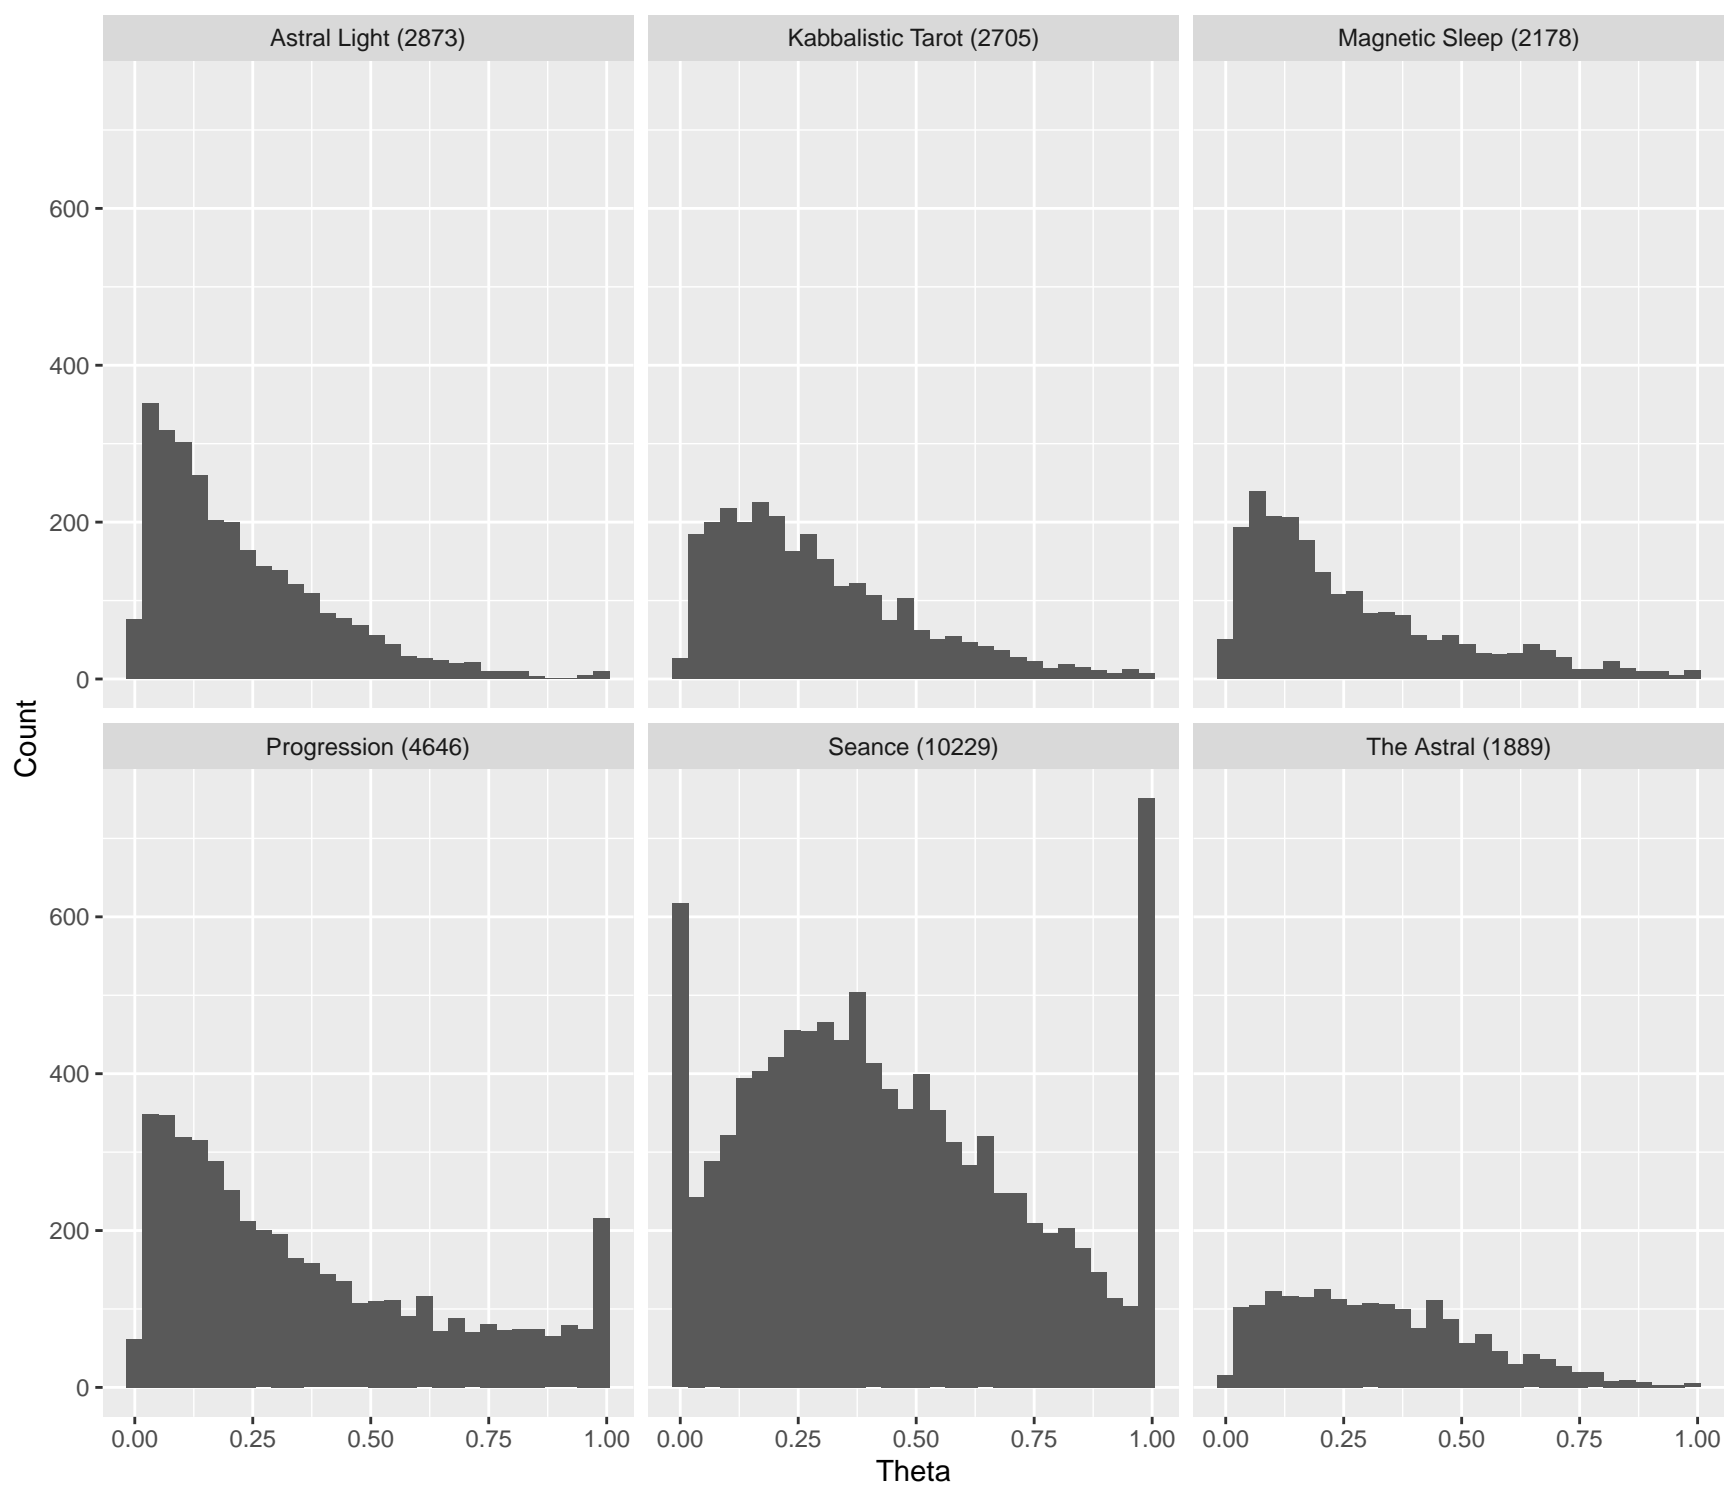 Astral Light (2873)
Kabbalistic Tarot (2705)
Magnetic Sleep (2178)
600
400
200
0
Count
Progression (4646)
Seance (10229)
The Astral (1889)
600
400
200
0
0.00 0.25 0.50 0.75 1.00
0.00 0.25 0.50 0.75 1.00
0.00 0.25 0.50 0.75 1.00
Theta